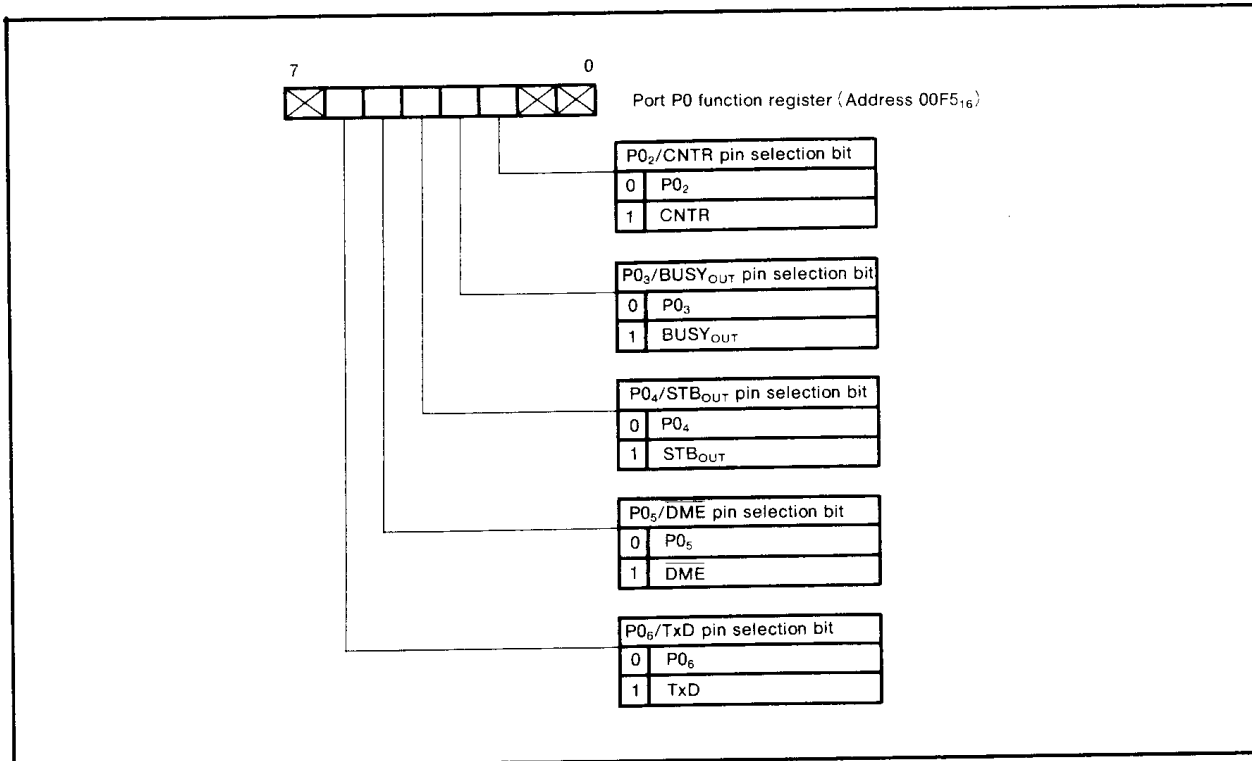 7 0
Port P0 function register (Address 00F5₁₆)
P0₂/CNTR pin selection bit
0 P0₂
1 CNTR
P0₃/BUSY_OUT pin selection bit
0 P0₃
1 BUSY_OUT
P0₄/STB_OUT pin selection bit
0 P0₄
1 STB_OUT
P0₅/D̅M̅E̅ pin selection bit
0 P0₅
1 D̅M̅E̅
P0₆/TxD pin selection bit
0 P0₆
1 TxD